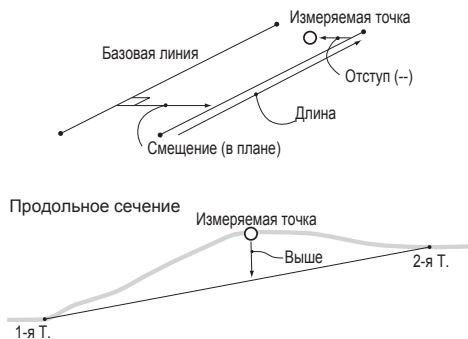 Измеряемая точка
Базовая линия
Отступ (--)
Длина
Смещение (в плане)
Продольное сечение
Измеряемая точка
Выше
2-я Т.
1-я Т.